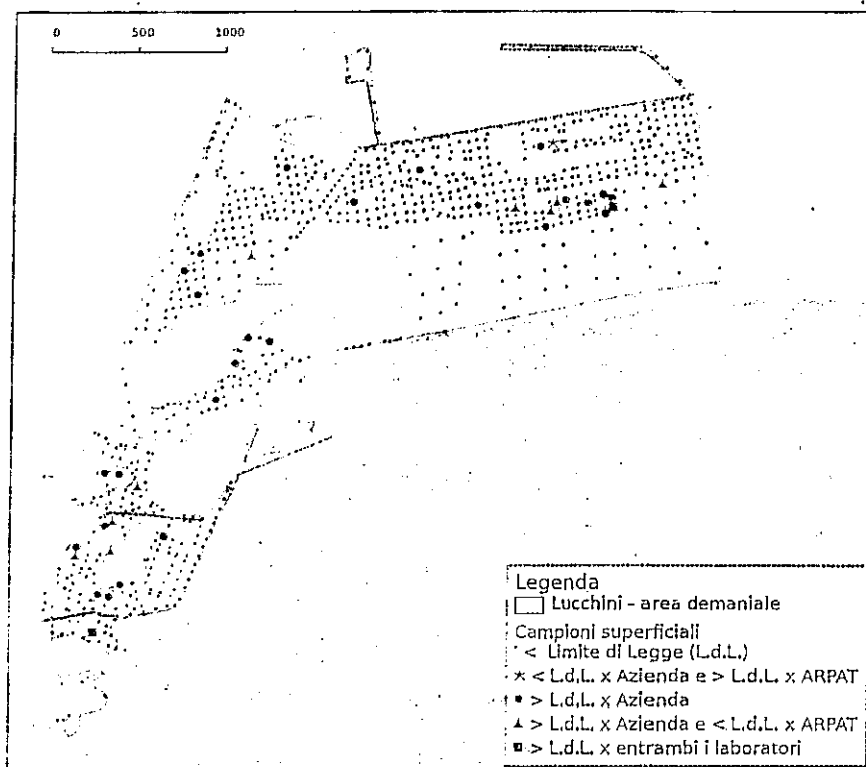 0 500 1000
Legenda
Lucchini - area demaniale
Campioni superficiali
< Limite di Legge (L.d.L.)
< L.d.L. x Azienda e > L.d.L. x ARPAT
> L.d.L. x Azienda
> L.d.L. x Azienda e < L.d.L. x ARPAT
> L.d.L. x entrambi i laboratori